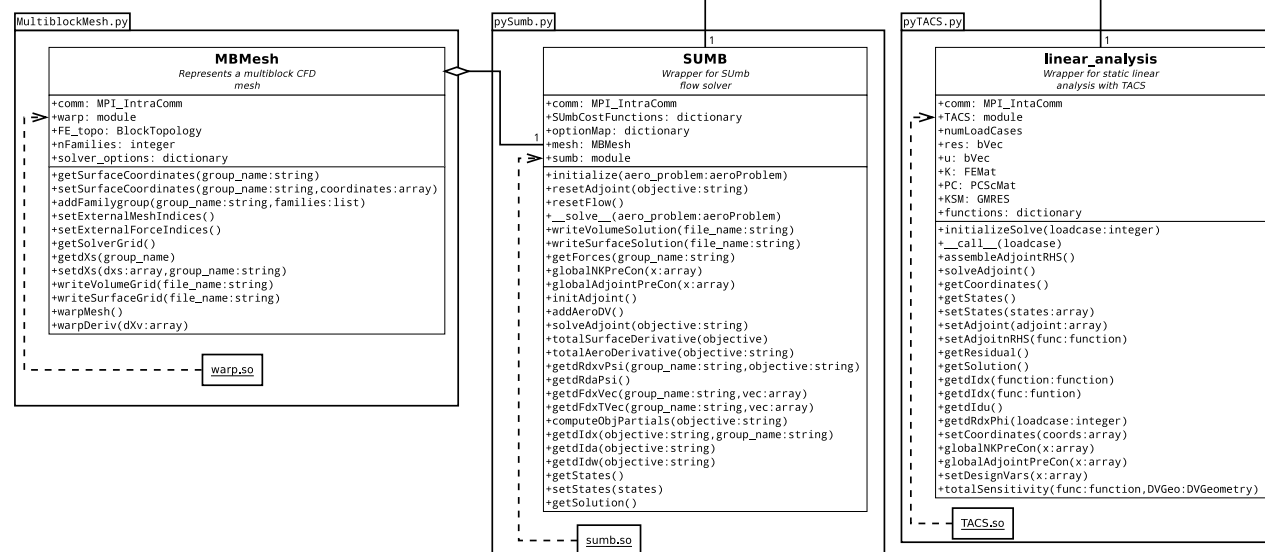 MultiblockMesh.py
MBMesh
Represents a multiblock CFD
mesh
+comm: MPI_IntraComm
+warp: module
+FE_topo: BlockTopology
+nFamilies: integer
+solver_options: dictionary
+getSurfaceCoordinates(group_name:string)
+setSurfaceCoordinates(group_name:string,coordinates:array)
+addFamilygroup(group_name:string,families:list)
+setExternalMeshIndices()
+setExternalForceIndices()
+getSolverGrid()
+getdXs(group_name)
+setdXs(dxs:array,group_name:string)
+writeVolumeGrid(file_name:string)
+writeSurfaceGrid(file_name:string)
+warpMesh()
+warpDeriv(dXv:array)
warp.so
1
pySumb.py
1
SUMB
Wrapper for SUmb
flow solver
+comm: MPI_IntraComm
+SUmbCostFunctions: dictionary
+optionMap: dictionary
+mesh: MBMesh
+sumb: module
+initialize(aero_problem:aeroProblem)
+resetAdjoint(objective:string)
+resetFlow()
+__solve__(aero_problem:aeroProblem)
+writeVolumeSolution(file_name:string)
+writeSurfaceSolution(file_name:string)
+getForces(group_name:string)
+globalNKPreCon(x:array)
+globalAdjointPreCon(x:array)
+initAdjoint()
+addAeroDV()
+solveAdjoint(objective:string)
+totalSurfaceDerivative(objective)
+totalAeroDerivative(objective:string)
+getdRdxvPsi(group_name:string,objective:string)
+getdRdaPsi()
+getdFdxVec(group_name:string,vec:array)
+getdFdxTVec(group_name:string,vec:array)
+computeObjPartials(objective:string)
+getdIdx(objective:string,group_name:string)
+getdIda(objective:string)
+getdIdw(objective:string)
+getStates()
+setStates(states)
+getSolution()
sumb.so
pyTACS.py
1
linear_analysis
Wrapper for static linear
analysis with TACS
+comm: MPI_IntaComm
+TACS: module
+numLoadCases
+res: bVec
+u: bVec
+K: FEMat
+PC: PCScMat
+KSM: GMRES
+functions: dictionary
+initializeSolve(loadcase:integer)
+__call__(loadcase)
+assembleAdjointRHS()
+solveAdjoint()
+getCoordinates()
+getStates()
+setStates(states:array)
+setAdjoint(adjoint:array)
+setAdjoitnRHS(func:function)
+getResidual()
+getSolution()
+getdIdx(function:function)
+getdIdx(func:funtion)
+getdIdu()
+getdRdxPhi(loadcase:integer)
+setCoordinates(coords:array)
+globalNKPreCon(x:array)
+globalAdjointPreCon(x:array)
+setDesignVars(x:array)
+totalSensitivity(func:function,DVGeo:DVGeometry)
TACS.so